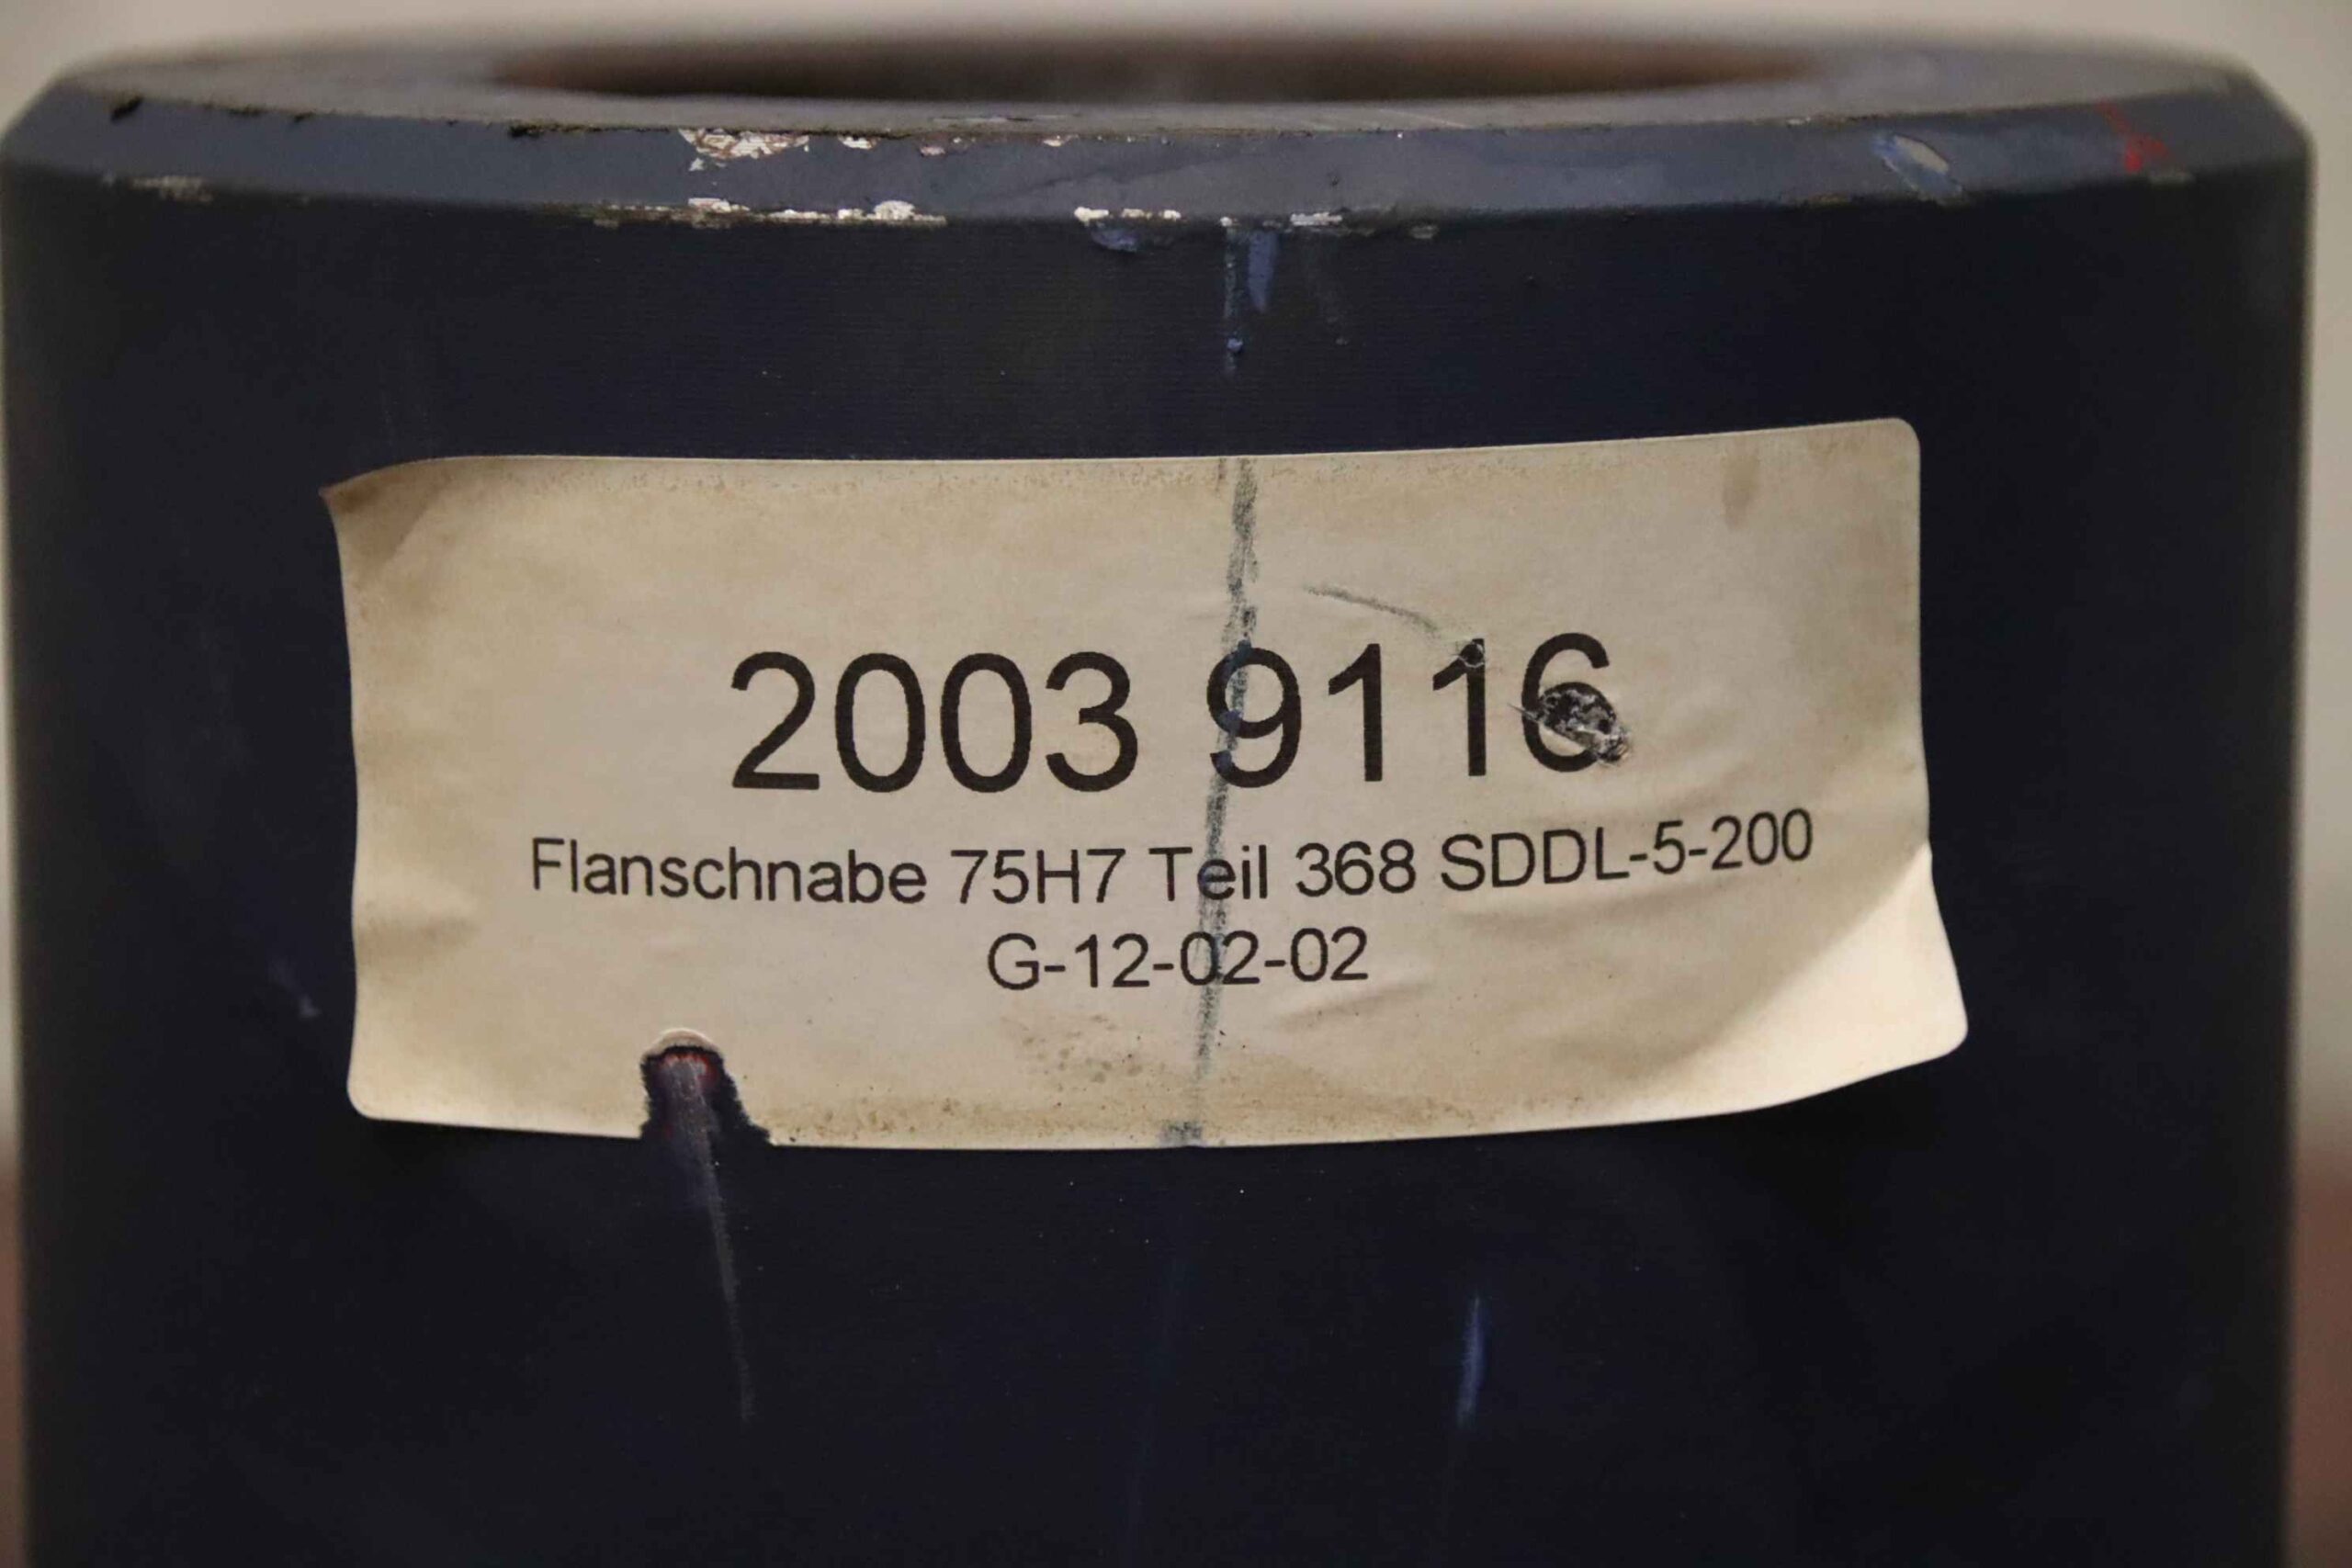 2003 9116
Flanschnabe 75H7 Teil 368 SDDL-5-200
G-12-02-02